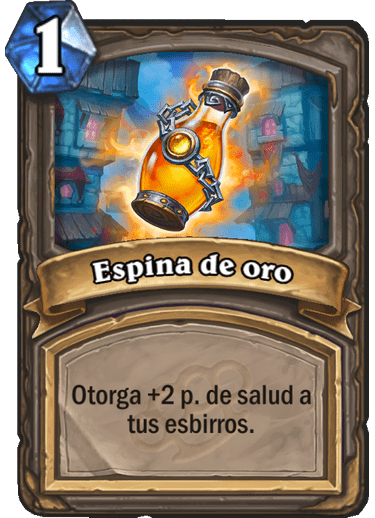 1
Espina de oro
Otorga +2 p. de salud a
tus esbirros.